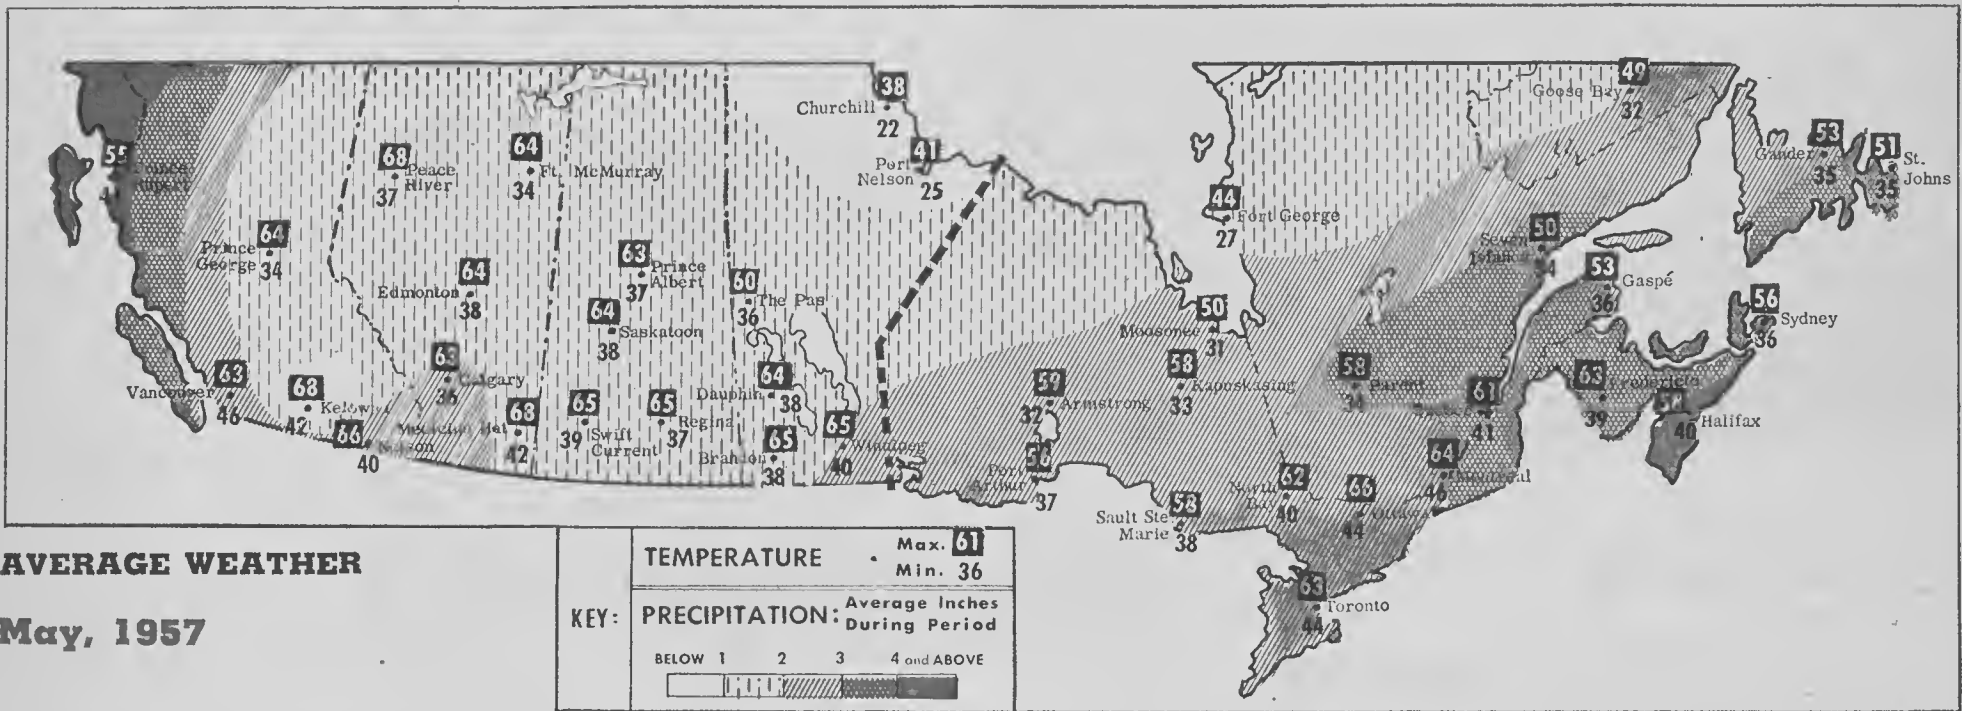 38
Churchill
22
41
Port
Nelson
25
49
Goose Bay
32
53
Gander
35
51
St.
Johns
35
55
Prince
Rupert
68
Peace
River
37
64
Ft. McMurray
34
44
Fort George
27
64
Prince
George
34
64
Edmonton
38
63
Prince
Albert
37
64
Saskatoon
38
60
The Pas
36
50
Moosonee
31
50
Seven
Islands
34
53
Gaspé
36
56
Sydney
36
63
Vancouver
46
68
Kelowna
42
66
Nelson
40
63
Calgary
36
68
Medicine Hat
42
65
39
Swift
Current
65
Regina
37
64
Dauphin
38
65
Brandon
38
65
Winnipeg
40
59
Armstrong
32
56
Port
Arthur
37
58
Kapuskasing
33
58
Sault Ste.
Marie
38
62
North
Bay
40
66
Ottawa
44
58
Parent
34
61
41
64
Montreal
46
63
Toronto
44
63
Fredericton
39
Halifax
40
AVERAGE WEATHER
May, 1957
KEY:
TEMPERATURE
Max. 61
Min. 36
PRECIPITATION: Average Inches
During Period
BELOW 1 2 3 4 and ABOVE